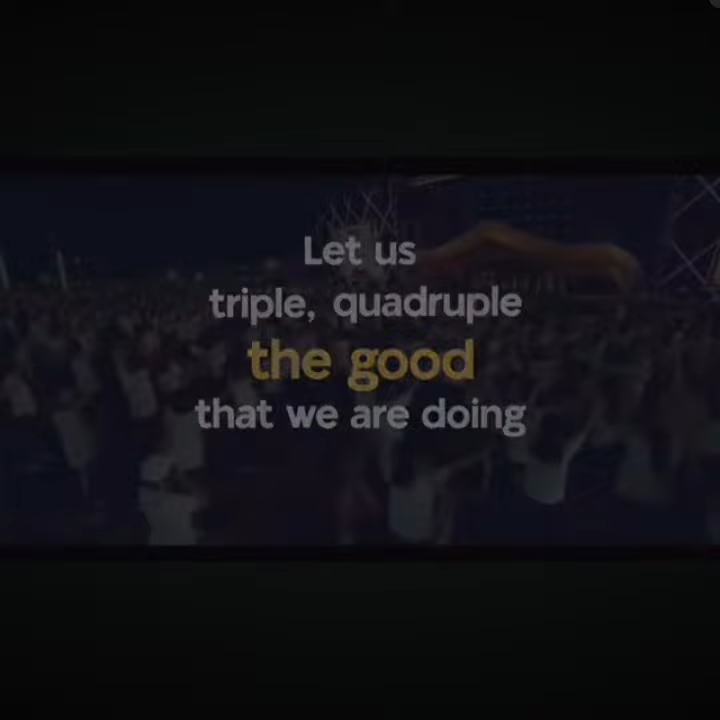 Let us
triple, quadruple
the good
that we are doing